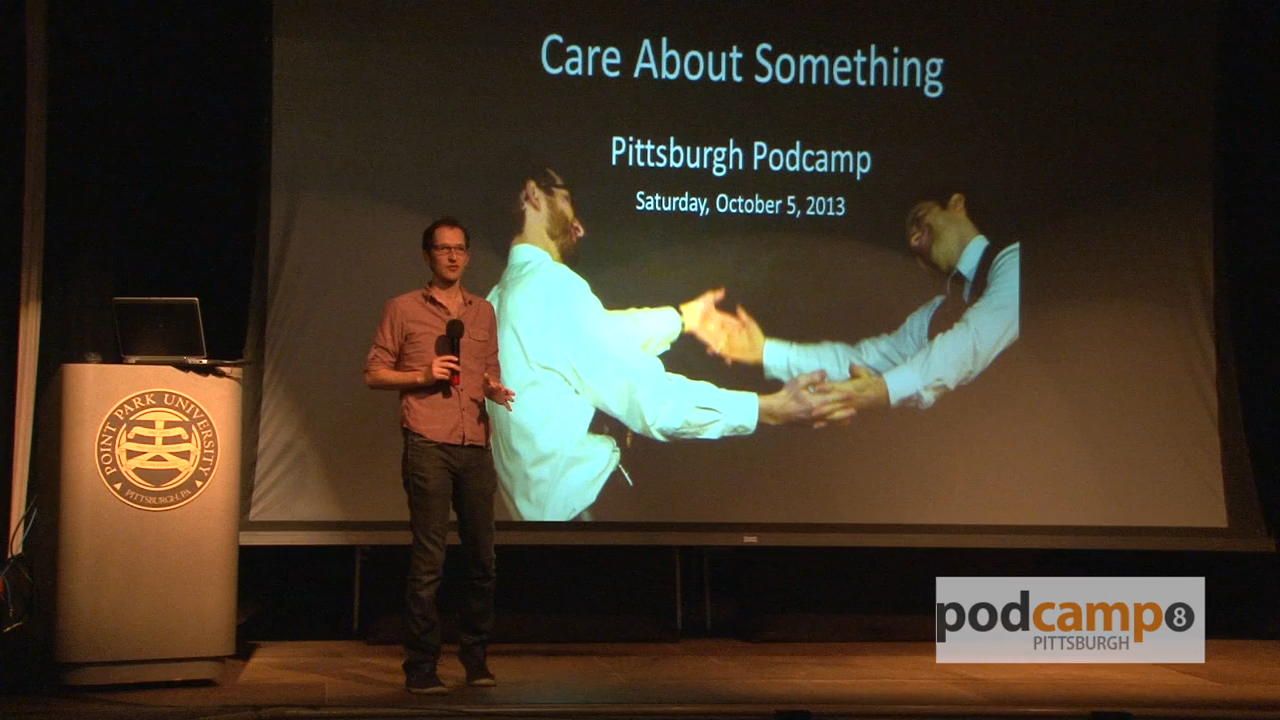 Care About Something
Pittsburgh Podcamp
Saturday, October 5, 2013
POINT PARK UNIVERSITY
PITTSBURGH, PA
podcamp8
PITTSBURGH